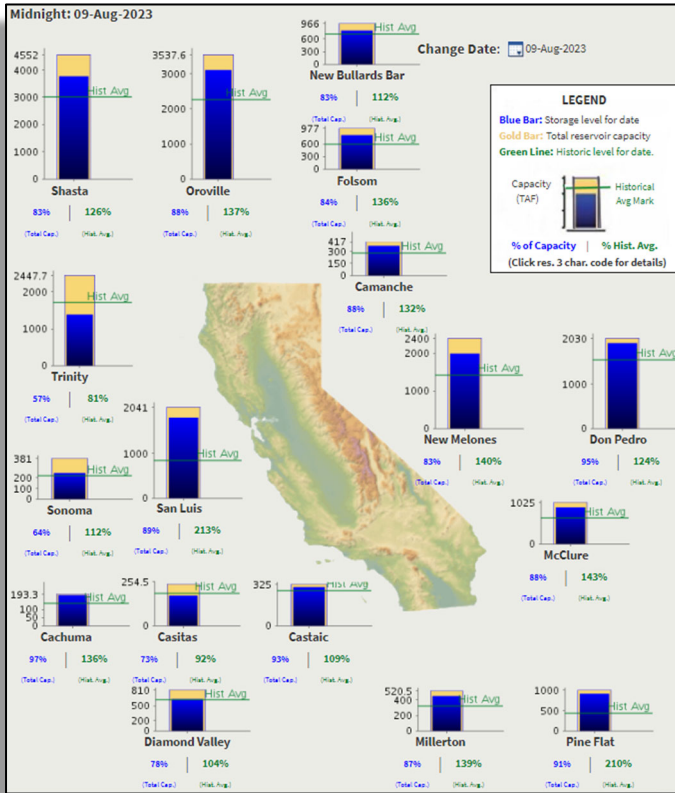 Midnight: 09-Aug-2023
Change Date: 09-Aug-2023
4552
4000
3000
2000
1000
0
Hist Avg
Shasta
83% | 126%
(Total Cap.) (Hist. Avg.)
3537.6
3000
2000
1000
0
Hist Avg
Oroville
88% | 137%
(Total Cap.) (Hist. Avg.)
966
600
300
0
Hist Avg
New Bullards Bar
83% | 112%
(Total Cap.) (Hist. Avg.)
977
600
300
0
Hist Avg
Folsom
84% | 136%
(Total Cap.) (Hist. Avg.)
417
300
150
0
Hist Avg
Camanche
88% | 132%
(Total Cap.) (Hist. Avg.)
LEGEND
Blue Bar: Storage level for date
Gold Bar: Total reservoir capacity
Green Line: Historic level for date.
Capacity
(TAF)
Historical
Avg Mark
% of Capacity | % Hist. Avg.
(Click res. 3 char. code for details)
2447.7
2000
1000
0
Hist Avg
Trinity
57% | 81%
(Total Cap.) (Hist. Avg.)
2400
2000
1000
0
Hist Avg
New Melones
83% | 140%
(Total Cap.) (Hist. Avg.)
2030
1000
0
Hist Avg
Don Pedro
95% | 124%
(Total Cap.) (Hist. Avg.)
381
200
100
0
Hist Avg
Sonoma
64% | 112%
(Total Cap.) (Hist. Avg.)
2041
1000
0
Hist Avg
San Luis
89% | 213%
(Total Cap.) (Hist. Avg.)
1025
0
Hist Avg
McClure
88% | 143%
(Total Cap.) (Hist. Avg.)
193.3
100
50
0
Hist Avg
Cachuma
97% | 136%
(Total Cap.) (Hist. Avg.)
254.5
100
0
Hist Avg
Casitas
73% | 92%
(Total Cap.) (Hist. Avg.)
325
0
Hist Avg
Castaic
93% | 109%
(Total Cap.) (Hist. Avg.)
810
500
250
0
Hist Avg
Diamond Valley
78% | 104%
(Total Cap.) (Hist. Avg.)
520.5
400
200
0
Hist Avg
Millerton
87% | 139%
(Total Cap.) (Hist. Avg.)
1000
500
0
Hist Avg
Pine Flat
91% | 210%
(Total Cap.) (Hist. Avg.)